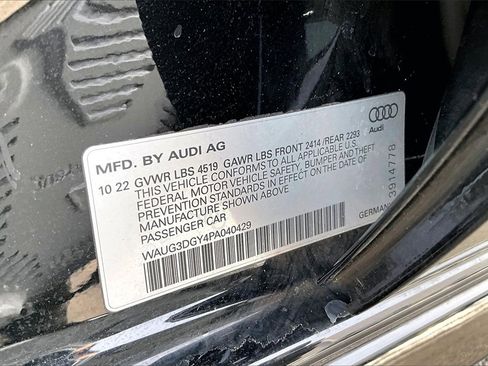 MFD. BY AUDI AG
Audi
10 22 GVWR LBS 4519 GAWR LBS FRONT 2414 /REAR 2293
THIS VEHICLE CONFORMS TO ALL APPLICABLE U.S.
FEDERAL MOTOR VEHICLE SAFETY, BUMPER AND THEFT
PREVENTION STANDARDS IN EFFECT ON THE DATE OF
MANUFACTURE SHOWN ABOVE.
PASSENGER CAR
WAUG3DGY4PA040429
GERMANY
3914778